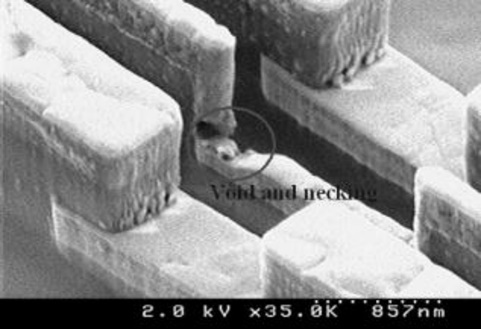 Void and necking
2.0 kV x35.0K 857nm